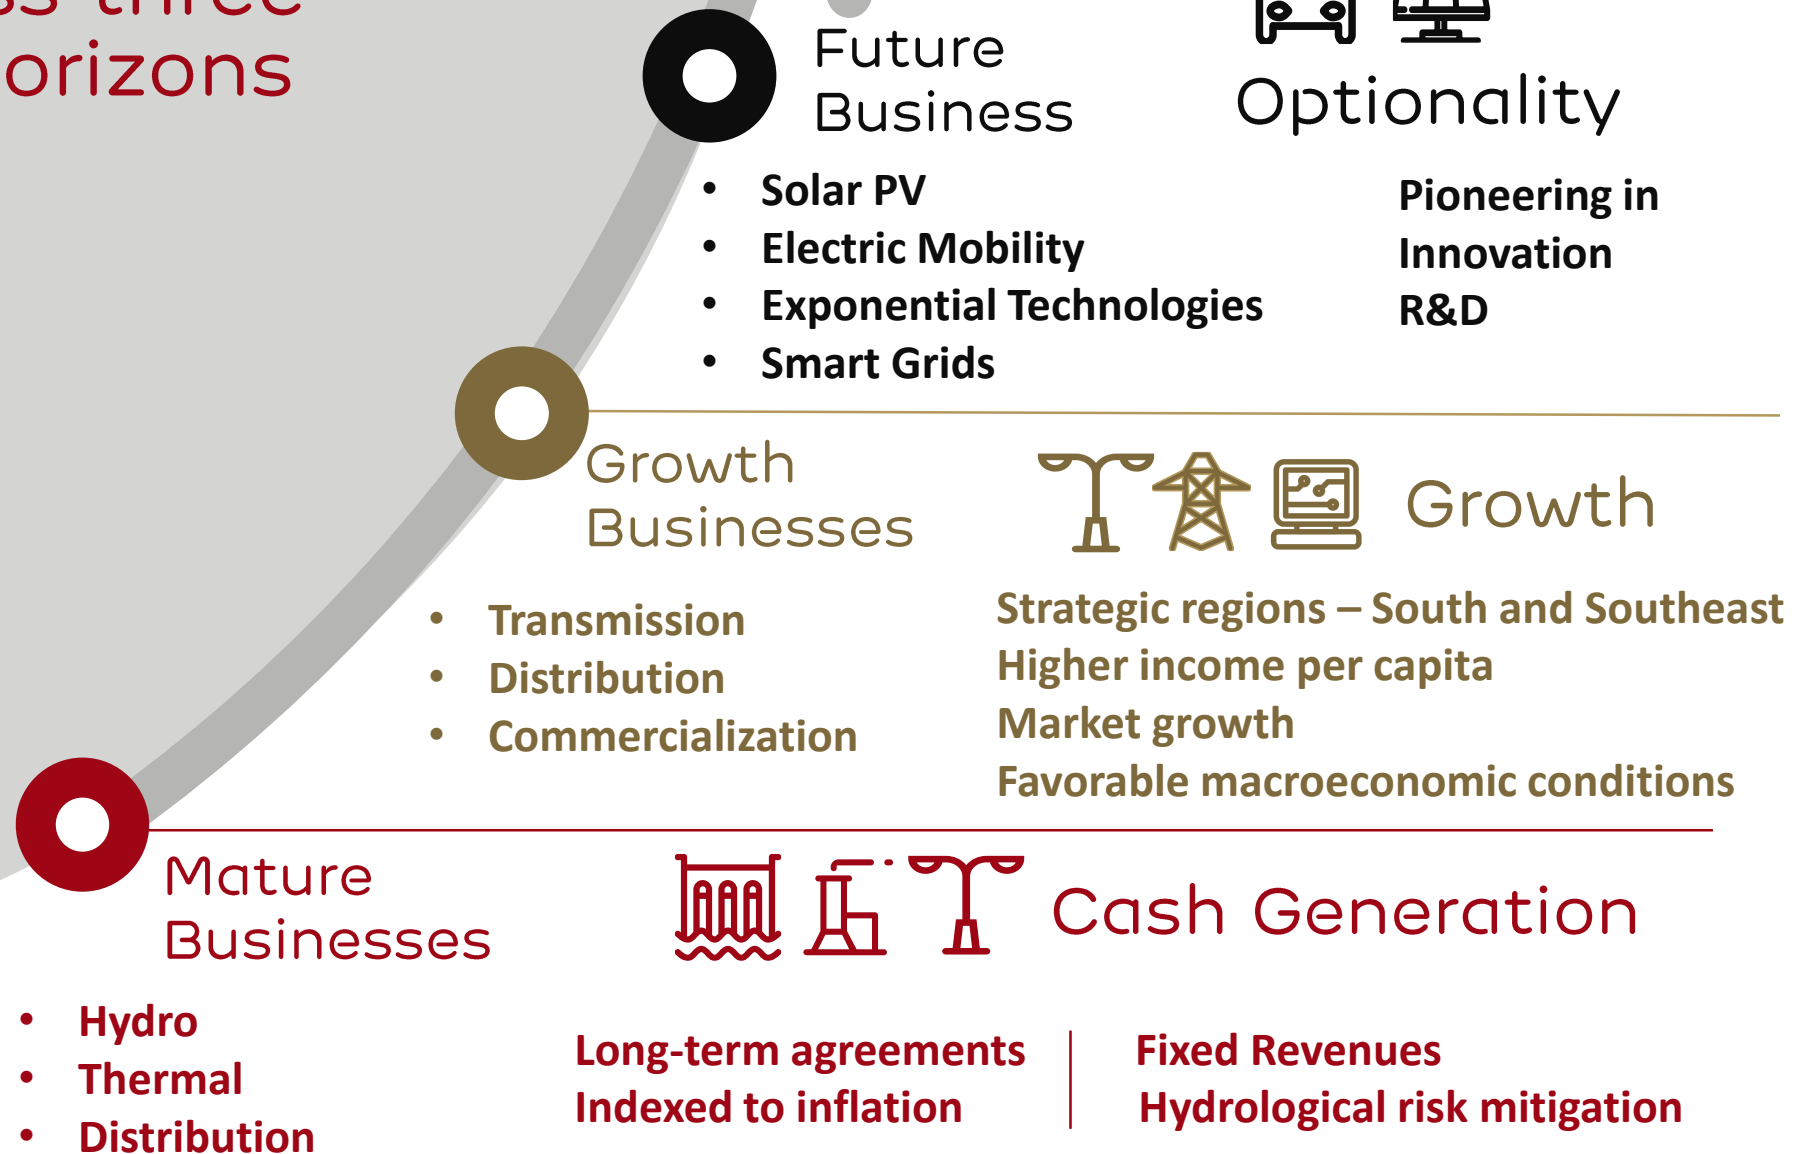 orizons
Future
Business
Optionality
• Solar PV
• Electric Mobility
• Exponential Technologies
• Smart Grids
Pioneering in
Innovation
R&D
Growth
Businesses
Growth
• Transmission
• Distribution
• Commercialization
Strategic regions – South and Southeast
Higher income per capita
Market growth
Favorable macroeconomic conditions
Mature
Businesses
Cash Generation
• Hydro
• Thermal
• Distribution
Long-term agreements
Indexed to inflation
Fixed Revenues
Hydrological risk mitigation